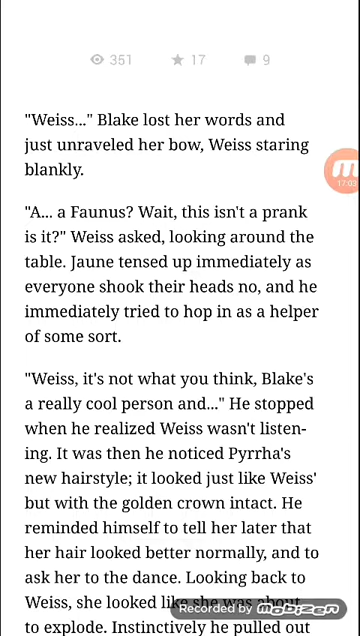 351 17 9
"Weiss..." Blake lost her words and
just unraveled her bow, Weiss staring
blankly.
17:03
"A... a Faunus? Wait, this isn't a prank
is it?" Weiss asked, looking around the
table. Jaune tensed up immediately as
everyone shook their heads no, and he
immediately tried to hop in as a helper
of some sort.
"Weiss, it's not what you think, Blake's
a really cool person and..." He stopped
when he realized Weiss wasn't listen-
ing. It was then he noticed Pyrrha's
new hairstyle; it looked just like Weiss'
but with the golden crown intact. He
reminded himself to tell her later that
her hair looked better normally, and to
ask her to the dance. Looking back to
Weiss, she looked like she was about
to explode. Instinctively he pulled out
Recorded by mobizen